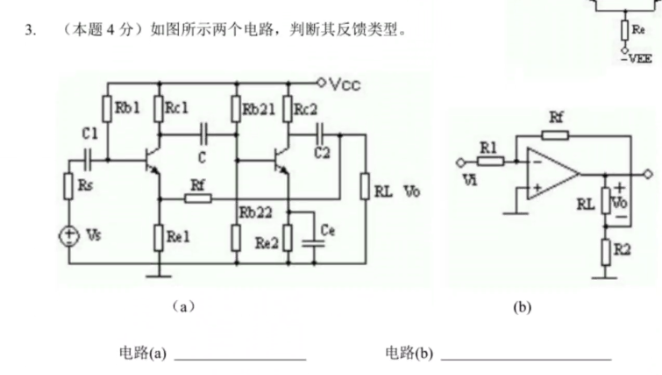 3. （本题 4 分）如图所示两个电路，判断其反馈类型。
Re
-VEE
Vcc
Rb1 Rc1 Rb21 Rc2
C1 C C2
Rs Rf RL Vo
Rb22
Vs Re1 Re2 Ce
Rf
R1
Vi
- +
+
RL Vo
-
R2
（a） (b)
电路(a) 电路(b)